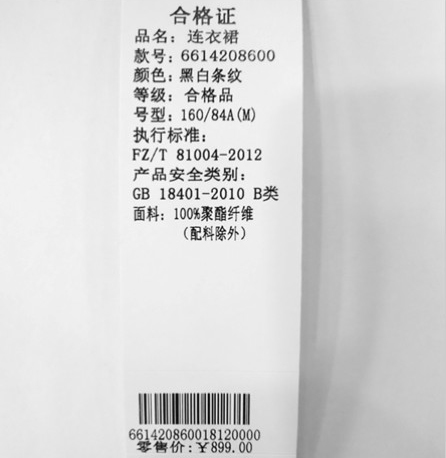 合格证
品名：连衣裙
款号：6614208600
颜色：黑白条纹
等级：合格品
号型：160/84A(M)
执行标准：
FZ/T 81004-2012
产品安全类别：
GB 18401-2010 B类
面料：100%聚酯纤维
(配料除外)
661420860018120000
零售价：¥899.00